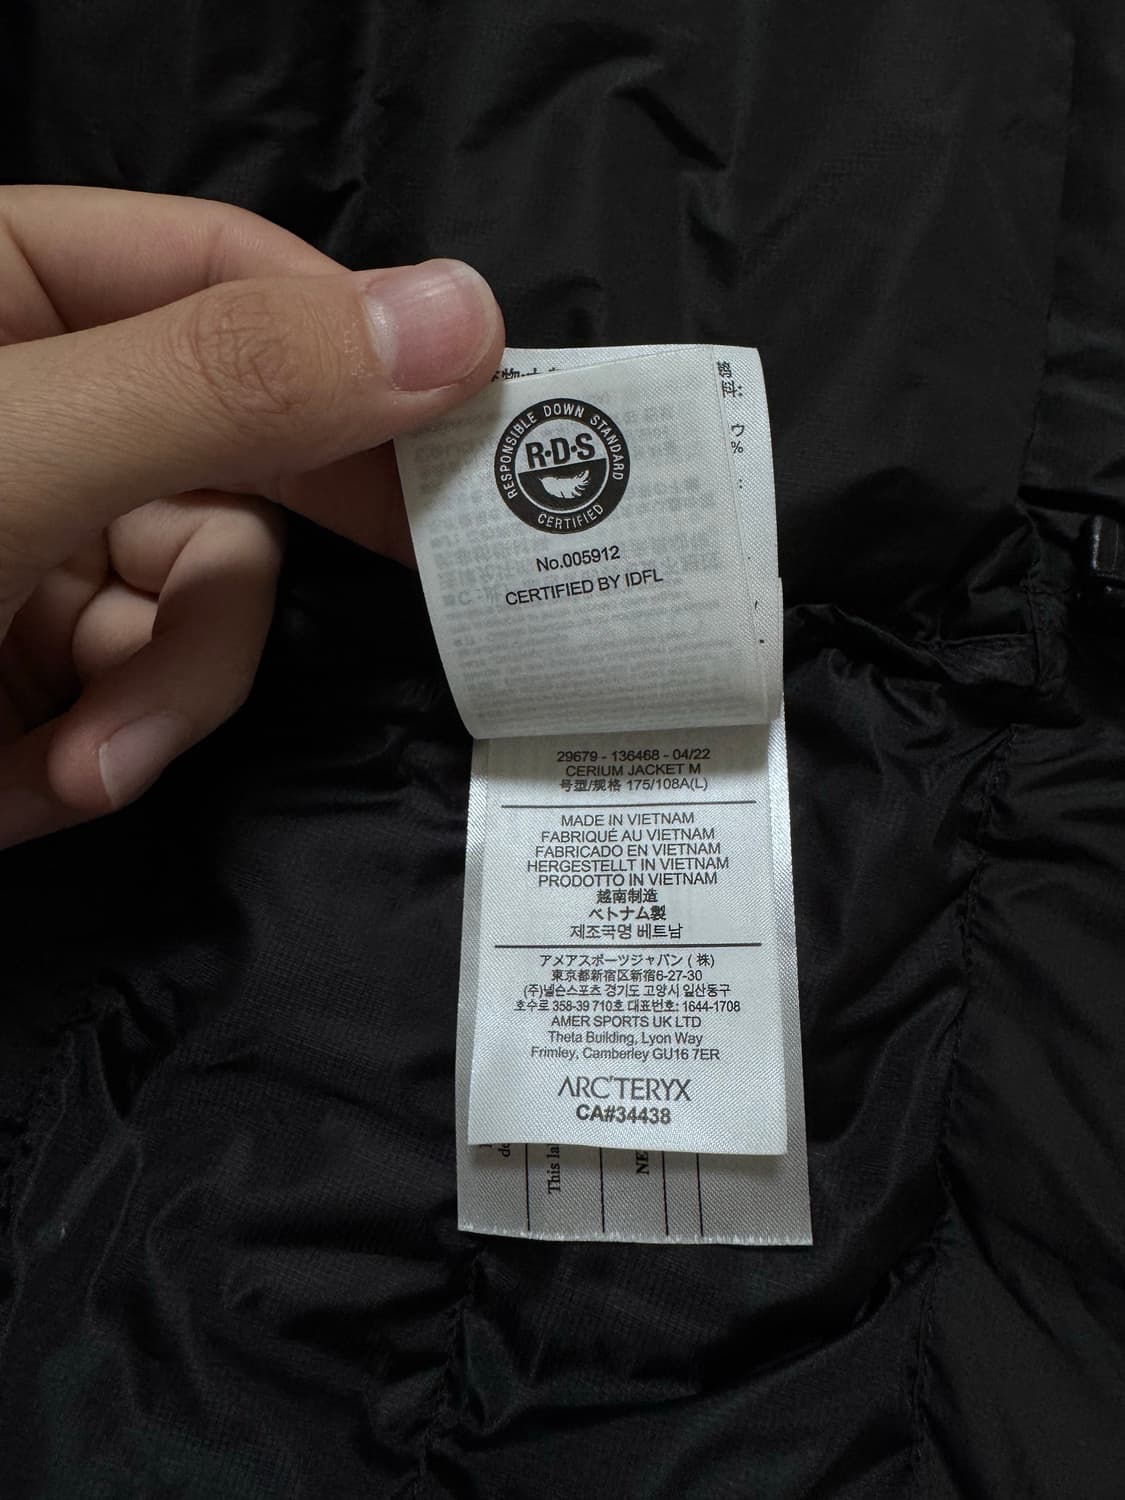 RESPONSIBLE DOWN STANDARD
R·D·S
CERTIFIED
No.005912
CERTIFIED BY IDFL
%
29679 - 136468 - 04/22
CERIUM JACKET M
号型/规格 175/108A(L)
MADE IN VIETNAM
FABRIQUÉ AU VIETNAM
FABRICADO EN VIETNAM
HERGESTELLT IN VIETNAM
PRODOTTO IN VIETNAM
越南制造
ベトナム製
제조국명 베트남
アメアスポーツジャパン ( 株)
東京都新宿区新宿6-27-30
(주)넬슨스포츠 경기도 고양시 일산동구
호수로 358-39 710호 대표번호: 1644-1708
AMER SPORTS UK LTD
Theta Building, Lyon Way
Frimley, Camberley GU16 7ER
ARC'TERYX
CA#34438
This